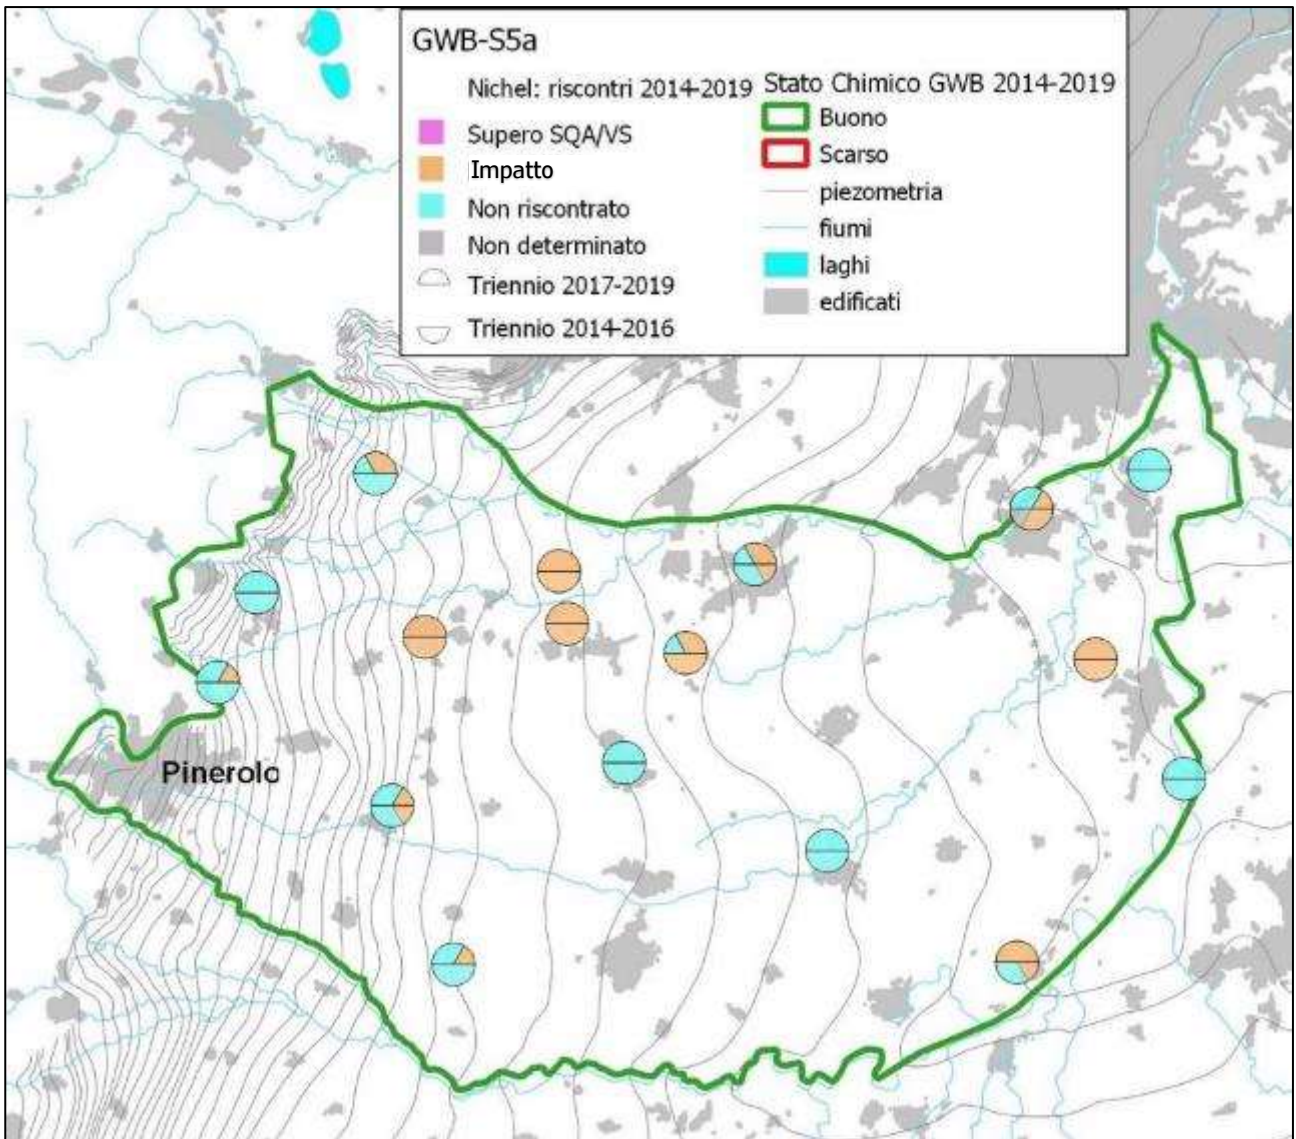 GWB-S5a
Nichel: riscontri 2014-2019
Supero SQA/VS
Impatto
Non riscontrato
Non determinato
Triennio 2017-2019
Triennio 2014-2016
Stato Chimico GWB 2014-2019
Buono
Scarso
piezometria
fiumi
laghi
edificati
Pinerolo